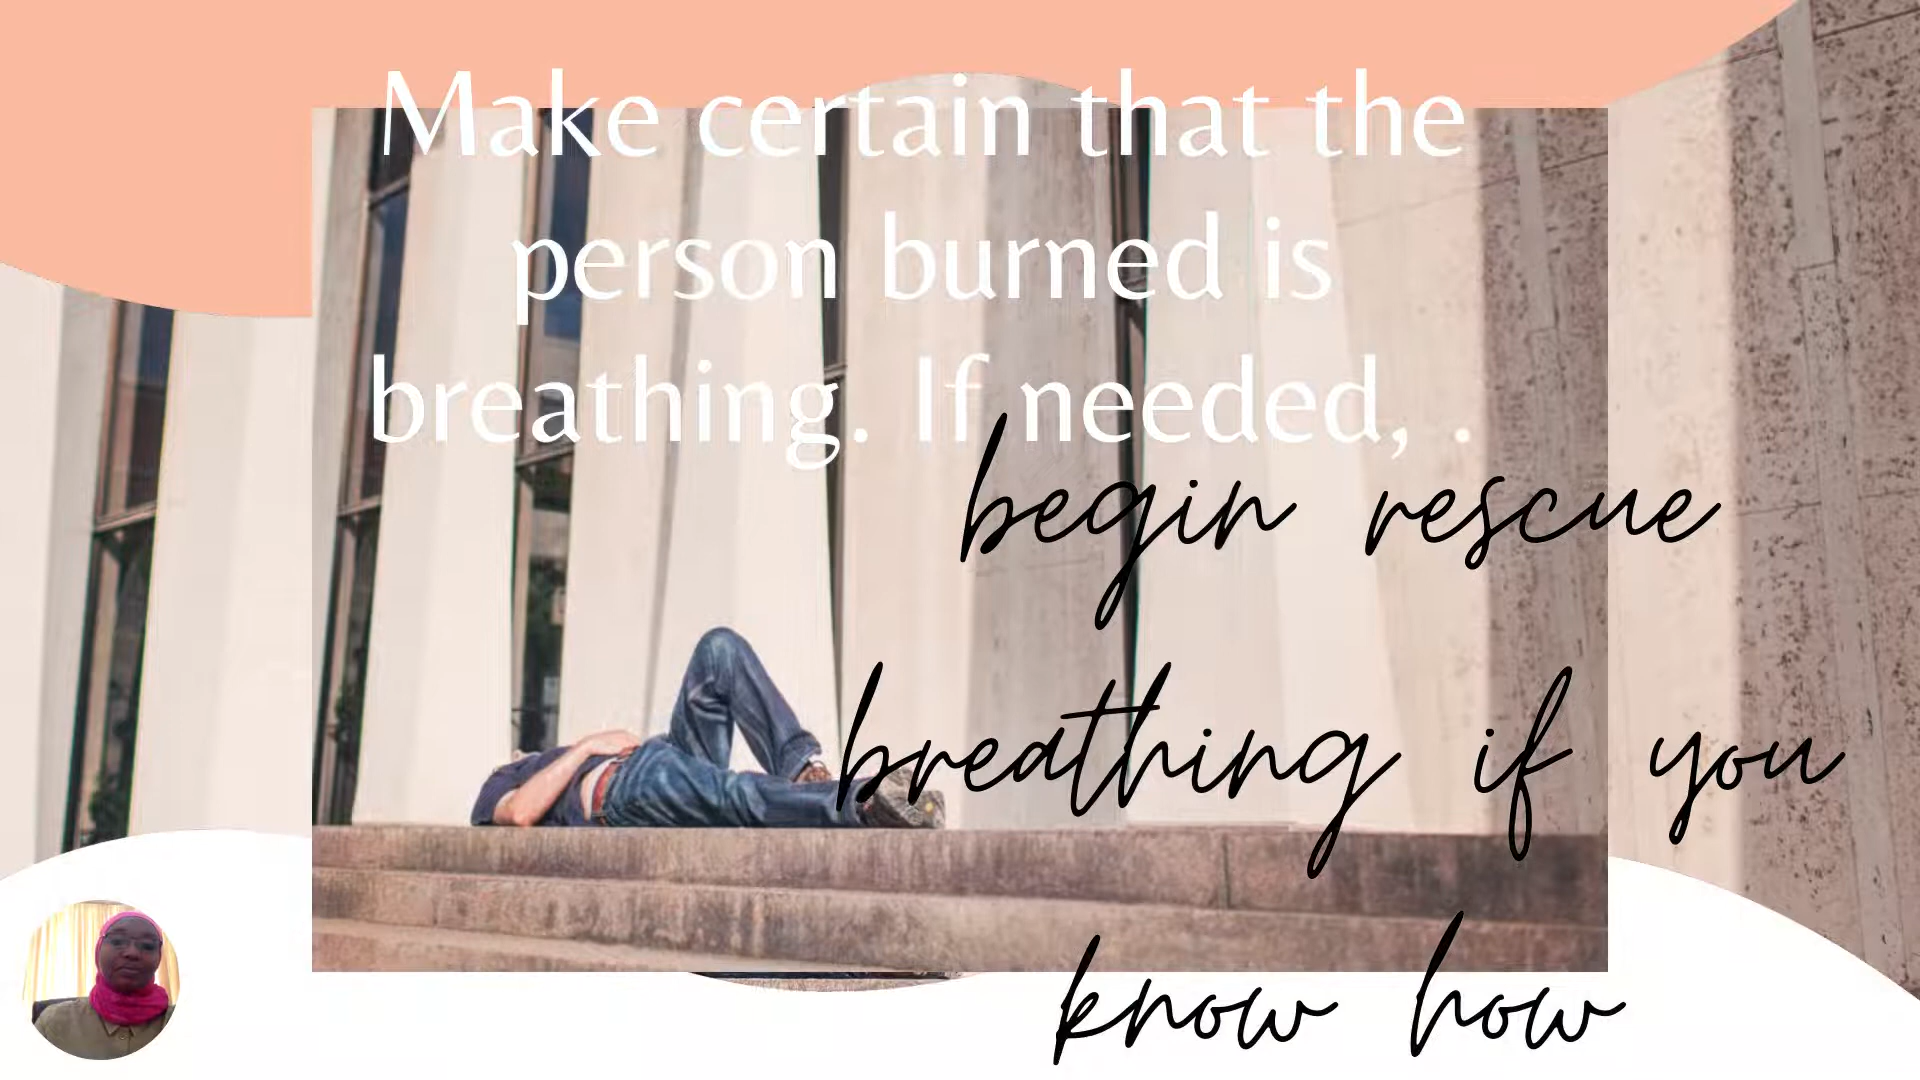 Make certain that the
person burned is
breathing. If needed, .
begin rescue
breathing if you
know how